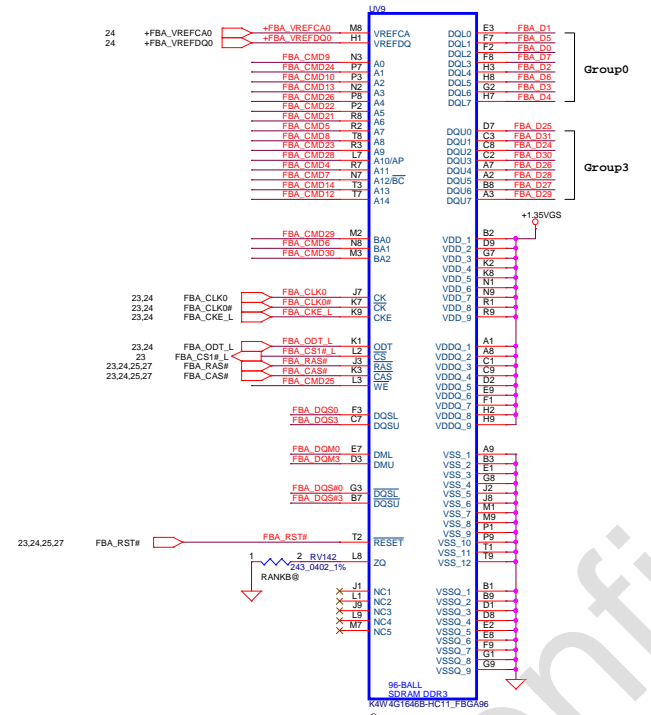 UV9
24 +FBA_VREFCA0 +FBA_VREFCA0 M8 VREFCA E3 DQL0 FBA_D1
24 +FBA_VREFDQ0 +FBA_VREFDQ0 H1 VREFDQ F7 DQL1 FBA_D5
F2 DQL2 FBA_D0
FBA_CMD9 N3 A0 F8 DQL3 FBA_D7
FBA_CMD24 P7 A1 H3 DQL4 FBA_D2 Group0
FBA_CMD10 P3 A2 H8 DQL5 FBA_D6
FBA_CMD13 N2 A3 G2 DQL6 FBA_D3
FBA_CMD26 P8 A4 H7 DQL7 FBA_D4
FBA_CMD22 P2 A5
FBA_CMD21 R8 A6
FBA_CMD5 R2 A7 D7 DQU0 FBA_D25
FBA_CMD8 T8 A8 C3 DQU1 FBA_D31
FBA_CMD23 R3 A9 C8 DQU2 FBA_D24
FBA_CMD28 L7 A10/AP C2 DQU3 FBA_D30
FBA_CMD4 R7 A11 A7 DQU4 FBA_D26 Group3
FBA_CMD7 N7 A12/BC A2 DQU5 FBA_D28
FBA_CMD14 T3 A13 B8 DQU6 FBA_D27
FBA_CMD12 T7 A14 A3 DQU7 FBA_D29
+1.35VGS
FBA_CMD29 M2 BA0 B2 VDD_1
FBA_CMD6 N8 BA1 D9 VDD_2
FBA_CMD30 M3 BA2 G7 VDD_3
K2 VDD_4
K8 VDD_5
N1 VDD_6
23,24 FBA_CLK0 FBA_CLK0 J7 CK N9 VDD_7
23,24 FBA_CLK0# FBA_CLK0# K7 CK R1 VDD_8
23,24 FBA_CKE_L FBA_CKE_L K9 CKE R9 VDD_9
23,24 FBA_ODT_L FBA_ODT_L K1 ODT A1 VDDQ_1
23 FBA_CS1#_L FBA_CS1#_L L2 CS A8 VDDQ_2
23,24,25,27 FBA_RAS# FBA_RAS# J3 RAS C1 VDDQ_3
23,24,25,27 FBA_CAS# FBA_CAS# K3 CAS C9 VDDQ_4
FBA_CMD25 L3 WE D2 VDDQ_5
E9 VDDQ_6
F1 VDDQ_7
FBA_DQS0 F3 DQSL H2 VDDQ_8
FBA_DQS3 C7 DQSU H9 VDDQ_9
FBA_DQM0 E7 DML A9 VSS_1
FBA_DQM3 D3 DMU B3 VSS_2
E1 VSS_3
G8 VSS_4
FBA_DQS#0 G3 DQSL J2 VSS_5
FBA_DQS#3 B7 DQSU J8 VSS_6
M1 VSS_7
M9 VSS_8
P1 VSS_9
23,24,25,27 FBA_RST# FBA_RST# T2 RESET P9 VSS_10
T1 VSS_11
1 2 RV142 L8 ZQ T9 VSS_12
243_0402_1%
RANKB@
J1 NC1 B1 VSSQ_1
L1 NC2 B9 VSSQ_2
J9 NC3 D1 VSSQ_3
L9 NC4 D8 VSSQ_4
M7 NC5 E2 VSSQ_5
E8 VSSQ_6
F9 VSSQ_7
G1 VSSQ_8
G9 VSSQ_9
96-BALL
SDRAM DDR3
K4W4G1646B-HC11_FBGA96